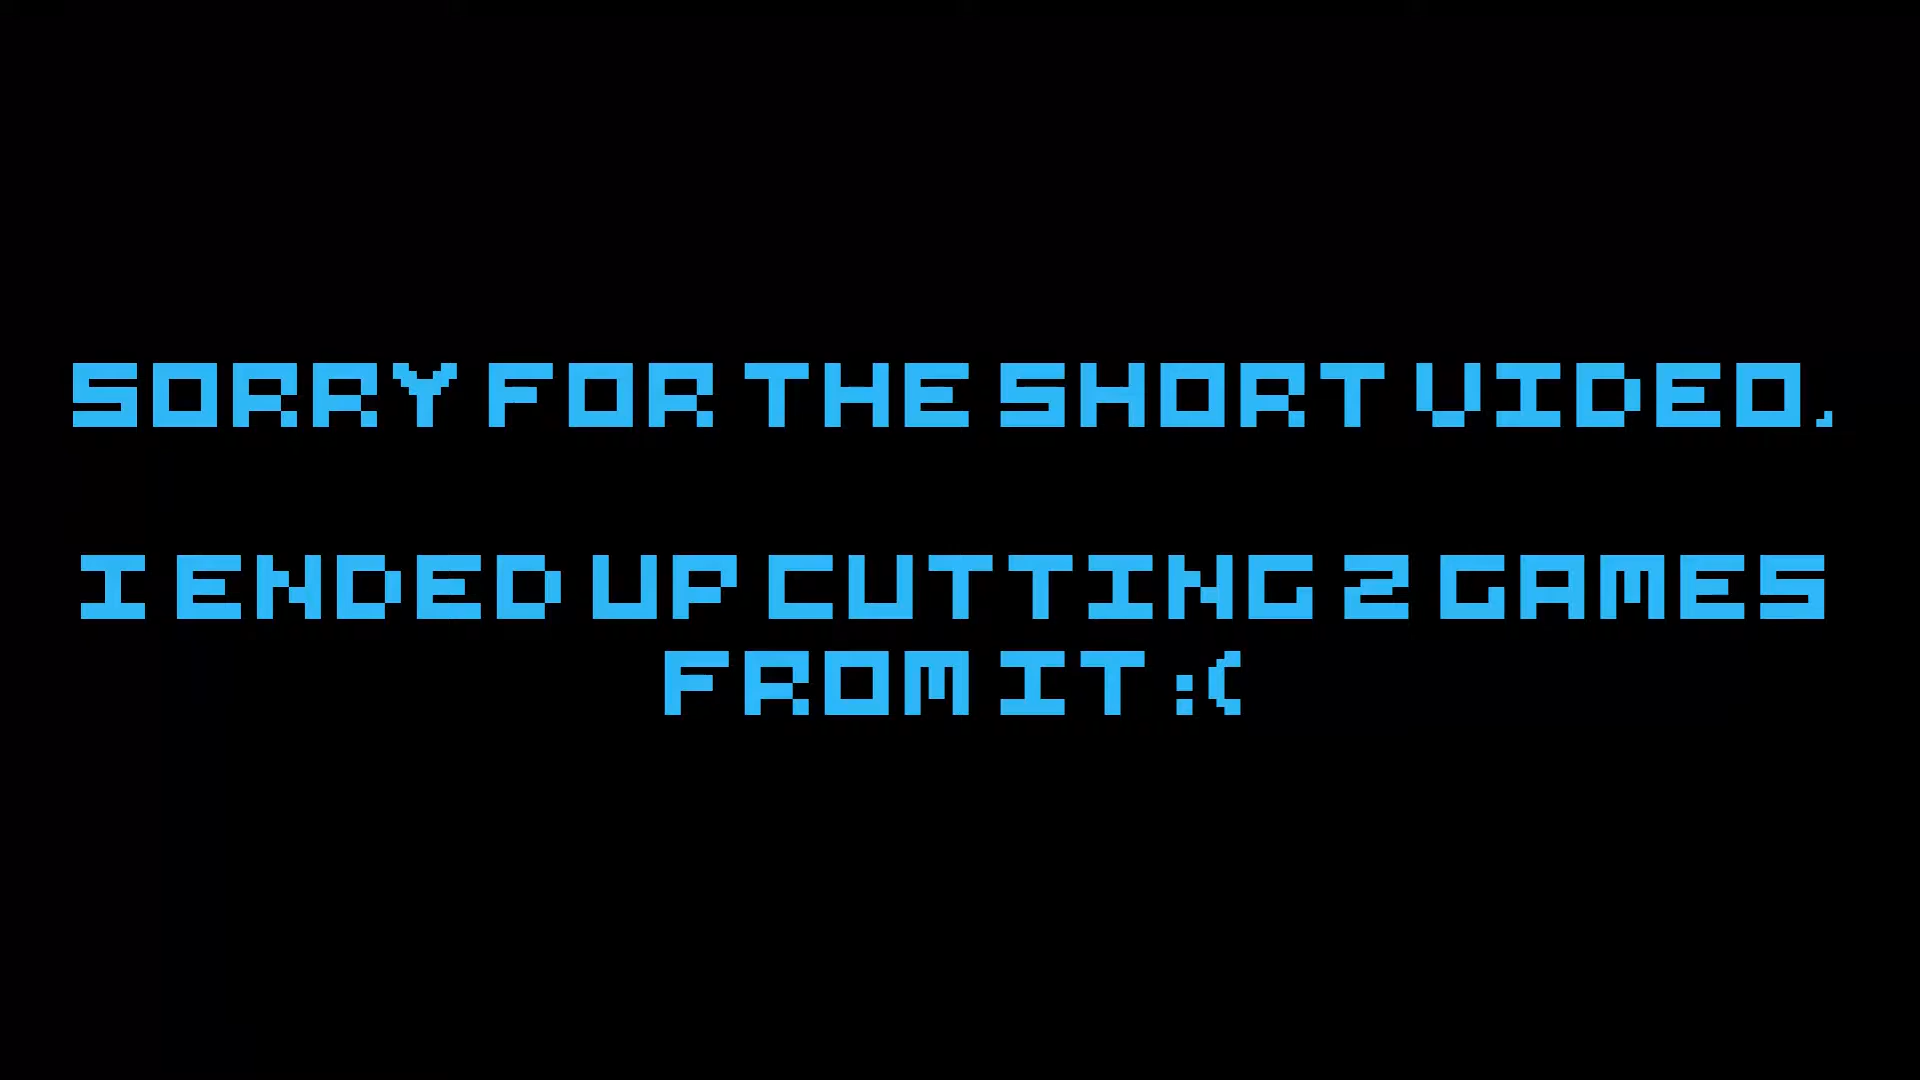 SORRY FOR THE SHORT VIDEO,
I ENDED UP CUTTING 2 GAMES
FROM IT :(